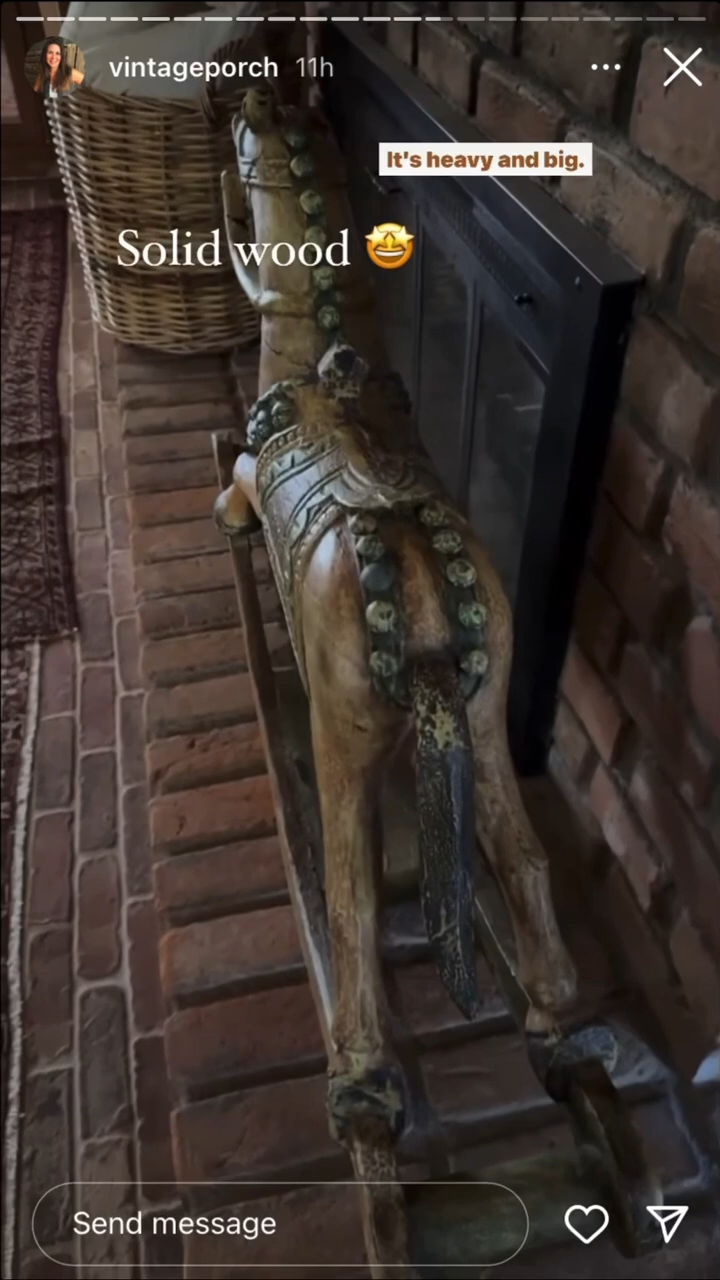 vintageporch 11h
It's heavy and big.
Solid wood 🤩
Send message